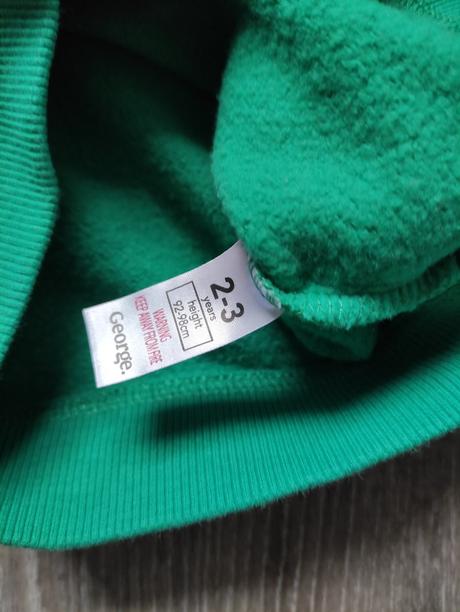 2-3
years
height
92-98cm
WARNING
KEEP AWAY FROM FIRE
George.